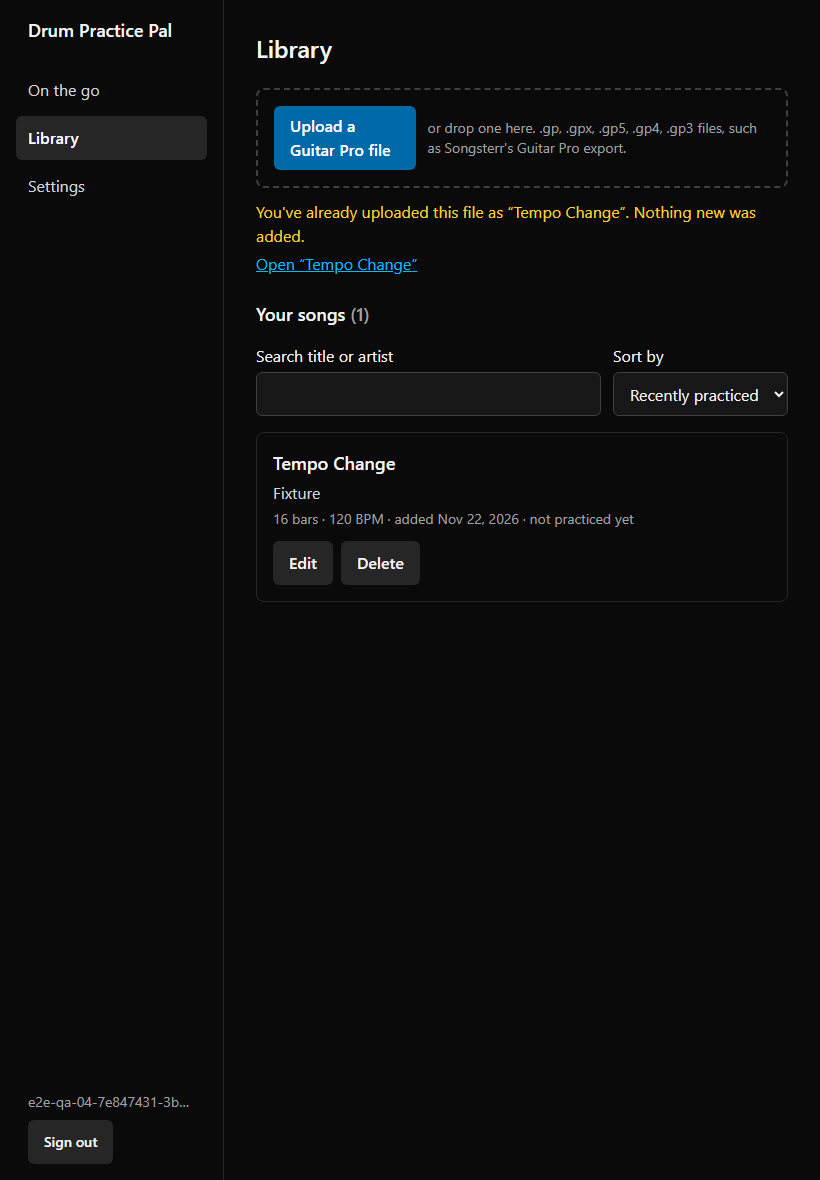 Drum Practice Pal
On the go
Library
Settings
e2e-qa-04-7e847431-3b...
Sign out
Library
Upload a
Guitar Pro file
or drop one here. .gp, .gpx, .gp5, .gp4, .gp3 files, such
as Songsterr's Guitar Pro export.
You've already uploaded this file as “Tempo Change”. Nothing new was
added.
Open “Tempo Change”
Your songs (1)
Search title or artist
Sort by
Recently practiced
Tempo Change
Fixture
16 bars · 120 BPM · added Nov 22, 2026 · not practiced yet
Edit
Delete